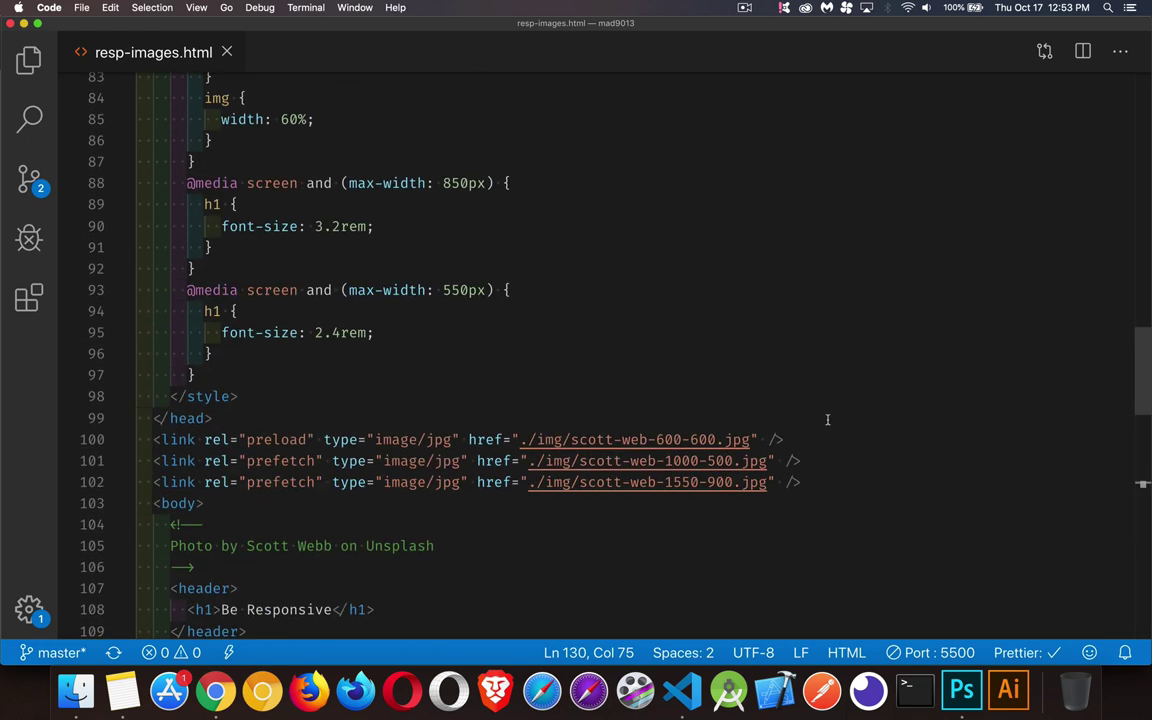 Code File Edit Selection View Go Debug Terminal Window Help 100% Thu Oct 17 12:53 PM
resp-images.html — mad9013
<> resp-images.html
83 }
84 img {
85 width: 60%;
86 }
87 }
88 @media screen and (max-width: 850px) {
89 h1 {
90 font-size: 3.2rem;
91 }
92 }
93 @media screen and (max-width: 550px) {
94 h1 {
95 font-size: 2.4rem;
96 }
97 }
98 </style>
99 </head>
100 <link rel="preload" type="image/jpg" href="./img/scott-web-600-600.jpg" />
101 <link rel="prefetch" type="image/jpg" href="./img/scott-web-1000-500.jpg" />
102 <link rel="prefetch" type="image/jpg" href="./img/scott-web-1550-900.jpg" />
103 <body>
104 <!--
105 Photo by Scott Webb on Unsplash
106 -->
107 <header>
108 <h1>Be Responsive</h1>
109 </header>
2
1
master* 0 0 Ln 130, Col 75 Spaces: 2 UTF-8 LF HTML Port : 5500 Prettier: ✓
1
>_
Ps
Ai